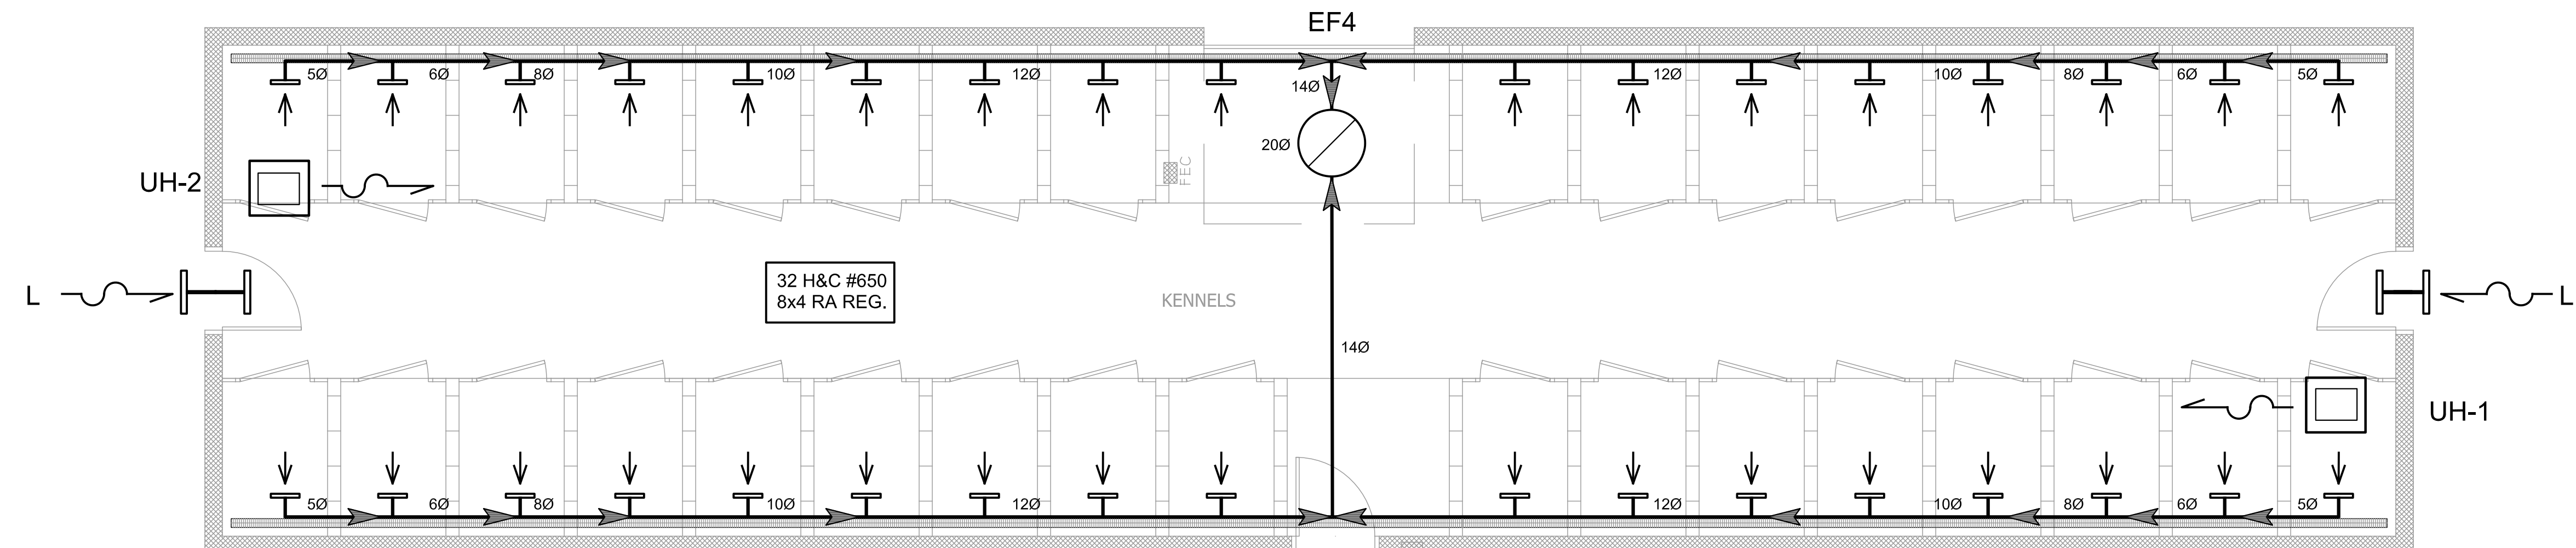 EF4
5Ø 6Ø 8Ø 10Ø 12Ø 14Ø 12Ø 10Ø 8Ø 6Ø 5Ø
20Ø
FEC
UH-2
L
32 H&C #650
8x4 RA REG.
KENNELS
L
14Ø
UH-1
5Ø 6Ø 8Ø 10Ø 12Ø 12Ø 10Ø 8Ø 6Ø 5Ø